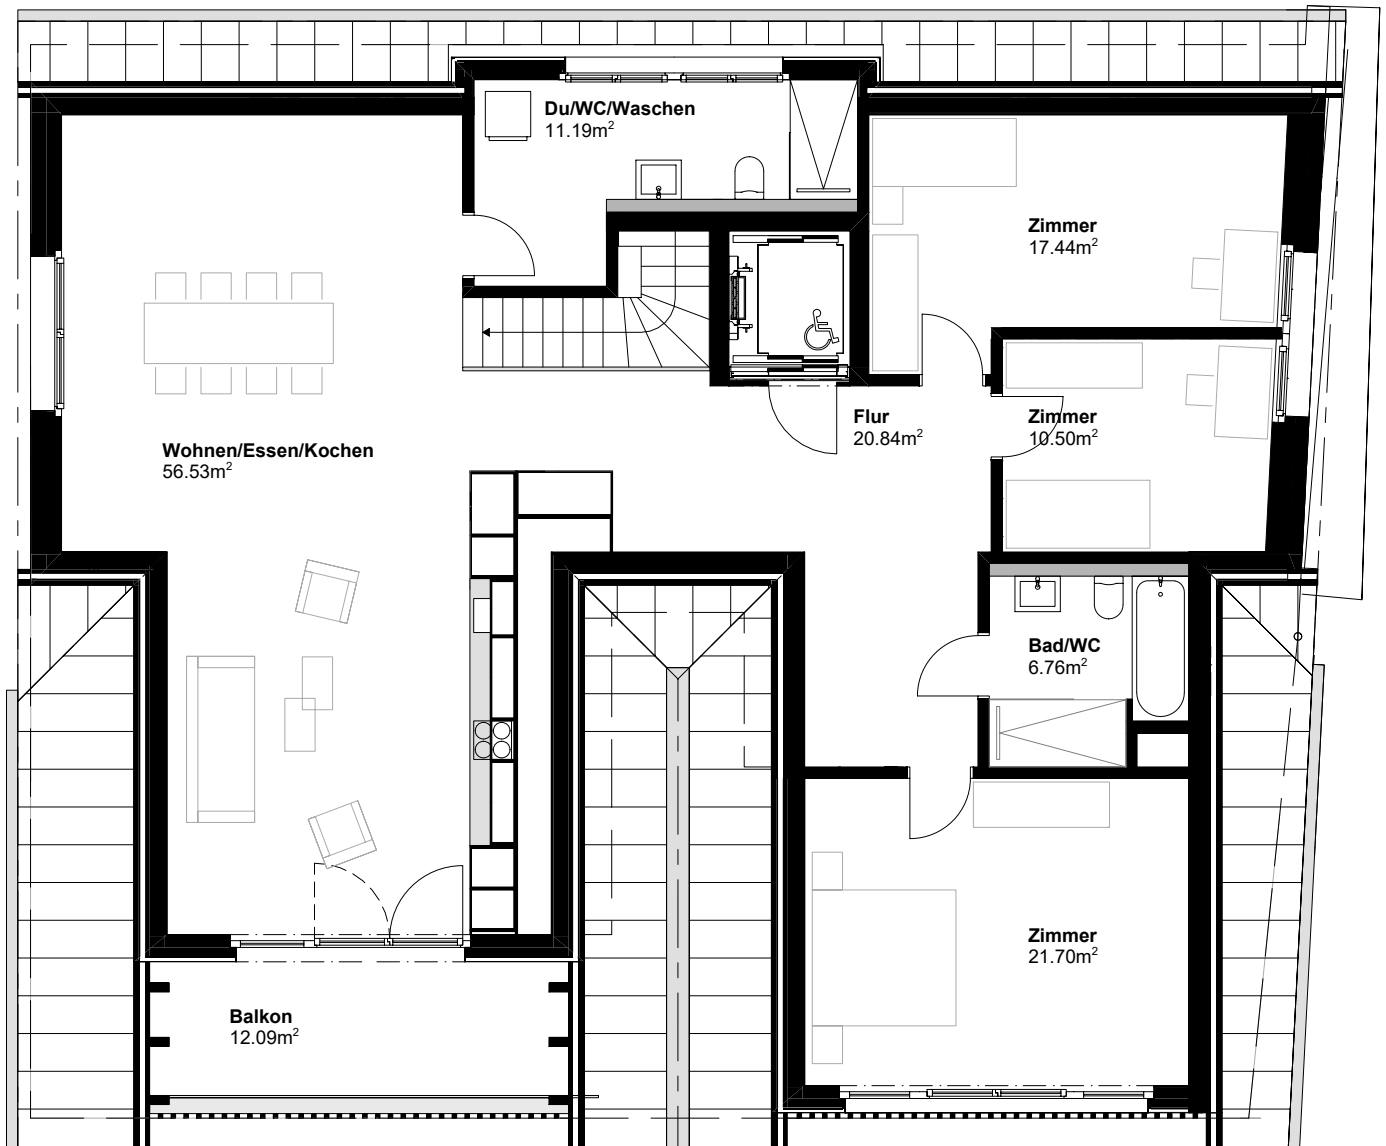 Du/WC/Waschen
11.19m²
Zimmer
17.44m²
Flur
20.84m²
Zimmer
10.50m²
Wohnen/Essen/Kochen
56.53m²
Bad/WC
6.76m²
Zimmer
21.70m²
Balkon
12.09m²